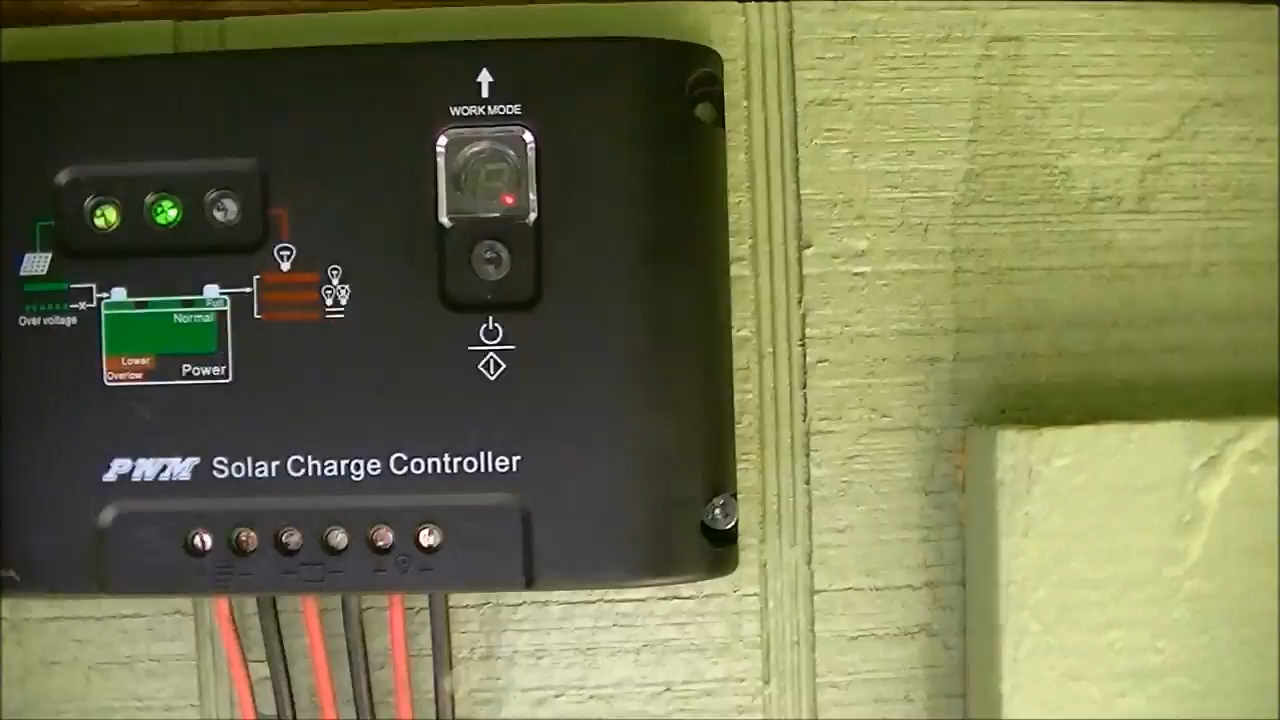 WORK MODE
Over voltage
Full
Normal
Lower
Overlow
Power
PWM Solar Charge Controller